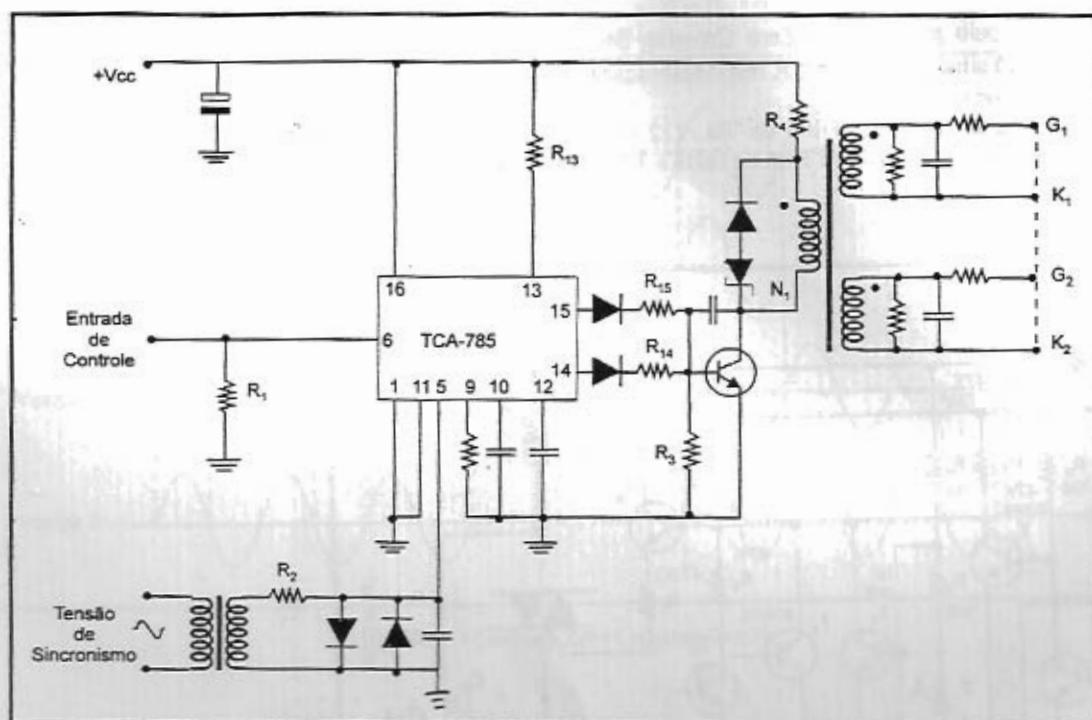 +Vcc
R4
G1
R13
K1
G2
16
13
R15
N1
15
Entrada
de
Controle
6
TCA-785
K2
R14
14
R1
1 11 5 9 10 12
R3
R2
Tensão
de
Sincronismo